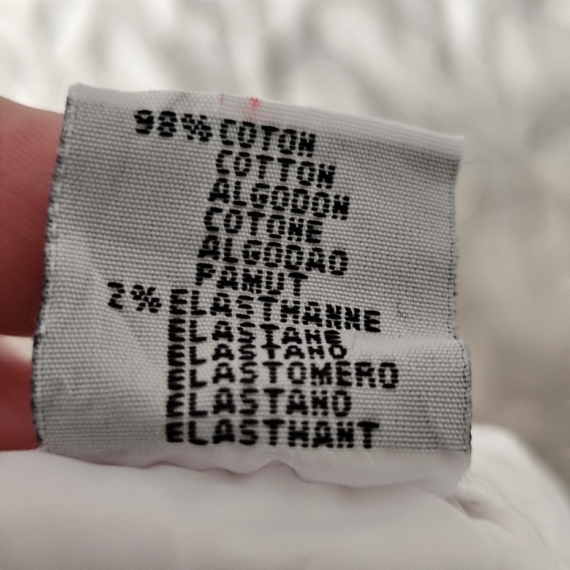 98% COTON
COTTON
ALGODON
COTONE
ALGODAO
PAMUT
2% ELASTHANNE
ELASTANE
ELASTANO
ELASTOMERO
ELASTANO
ELASTHANT